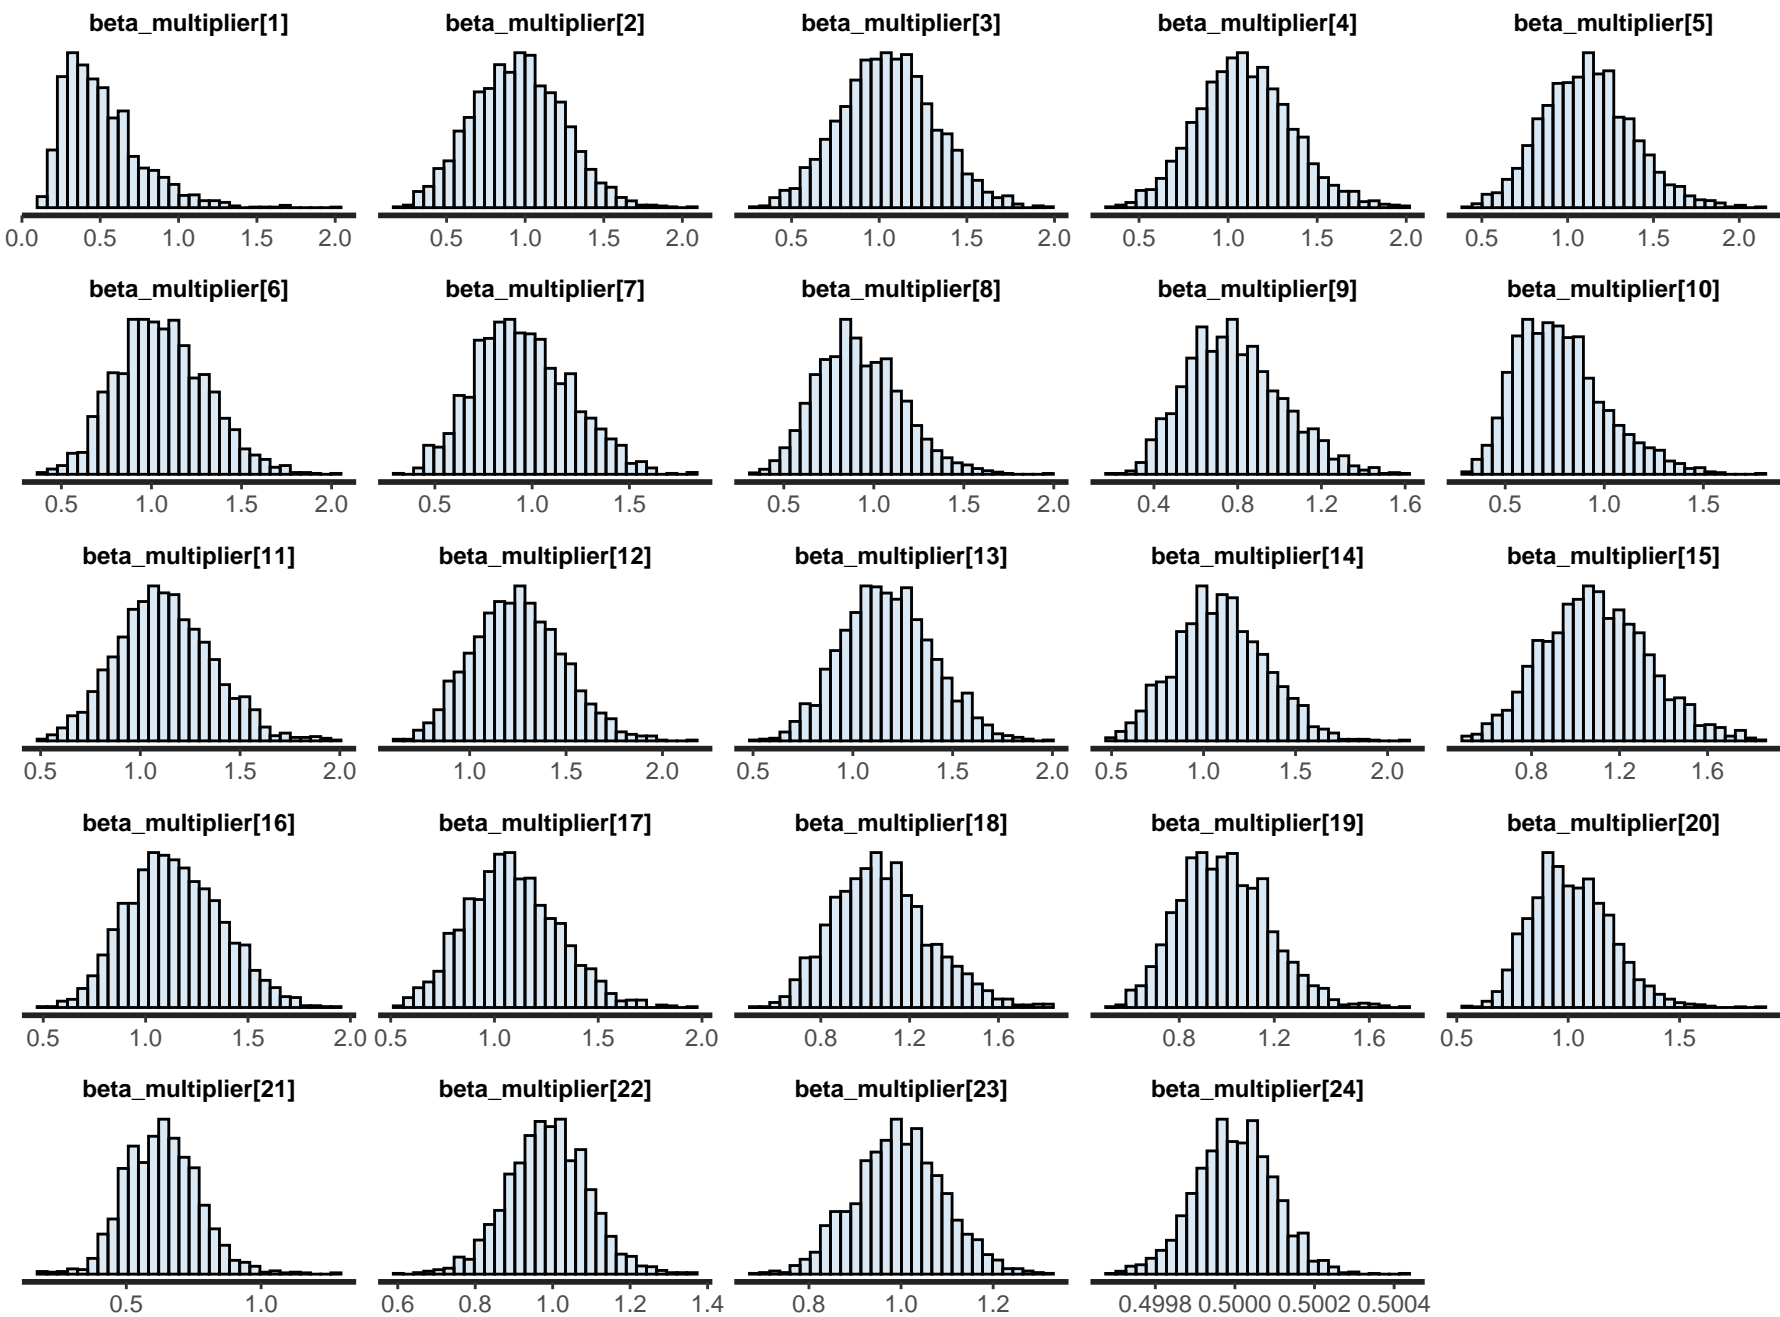 beta_multiplier[1] beta_multiplier[2] beta_multiplier[3] beta_multiplier[4] beta_multiplier[5]
0.0 0.5 1.0 1.5 2.0 0.5 1.0 1.5 2.0 0.5 1.0 1.5 2.0 0.5 1.0 1.5 2.0 0.5 1.0 1.5 2.0
beta_multiplier[6] beta_multiplier[7] beta_multiplier[8] beta_multiplier[9] beta_multiplier[10]
0.5 1.0 1.5 2.0 0.5 1.0 1.5 0.5 1.0 1.5 2.0 0.4 0.8 1.2 1.6 0.5 1.0 1.5
beta_multiplier[11] beta_multiplier[12] beta_multiplier[13] beta_multiplier[14] beta_multiplier[15]
0.5 1.0 1.5 2.0 1.0 1.5 2.0 0.5 1.0 1.5 2.0 0.5 1.0 1.5 2.0 0.8 1.2 1.6
beta_multiplier[16] beta_multiplier[17] beta_multiplier[18] beta_multiplier[19] beta_multiplier[20]
0.5 1.0 1.5 2.0 0.5 1.0 1.5 2.0 0.8 1.2 1.6 0.8 1.2 1.6 0.5 1.0 1.5
beta_multiplier[21] beta_multiplier[22] beta_multiplier[23] beta_multiplier[24]
0.5 1.0 0.6 0.8 1.0 1.2 1.4 0.8 1.0 1.2 0.4998 0.5000 0.5002 0.5004